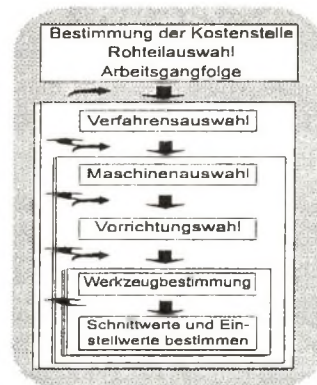 Bestimmung der Kostenstelle
Rohteilauswahl
Arbeitsgangfolge
Verfahrensauswahl
Maschinenauswahl
Vorrichtungswahl
Werkzeugbestimmung
Schnittwerte und Ein-
stellwerte bestimmen